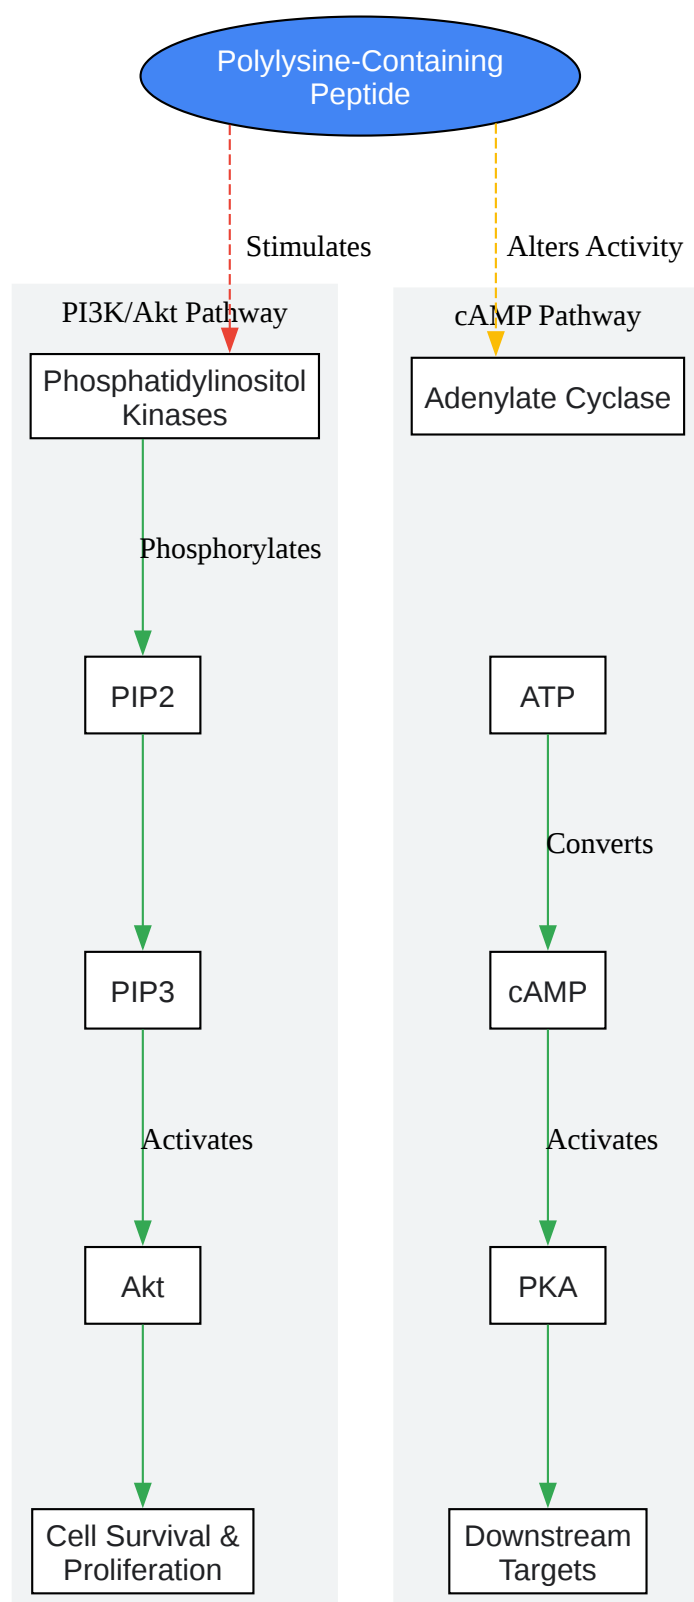 Polylysine-Containing
Peptide
Stimulates
Alters Activity
PI3K/Akt Pathway
cAMP Pathway
Phosphatidylinositol
Kinases
Adenylate Cyclase
Phosphorylates
PIP2
ATP
Converts
PIP3
cAMP
Activates
Activates
Akt
PKA
Cell Survival &
Proliferation
Downstream
Targets